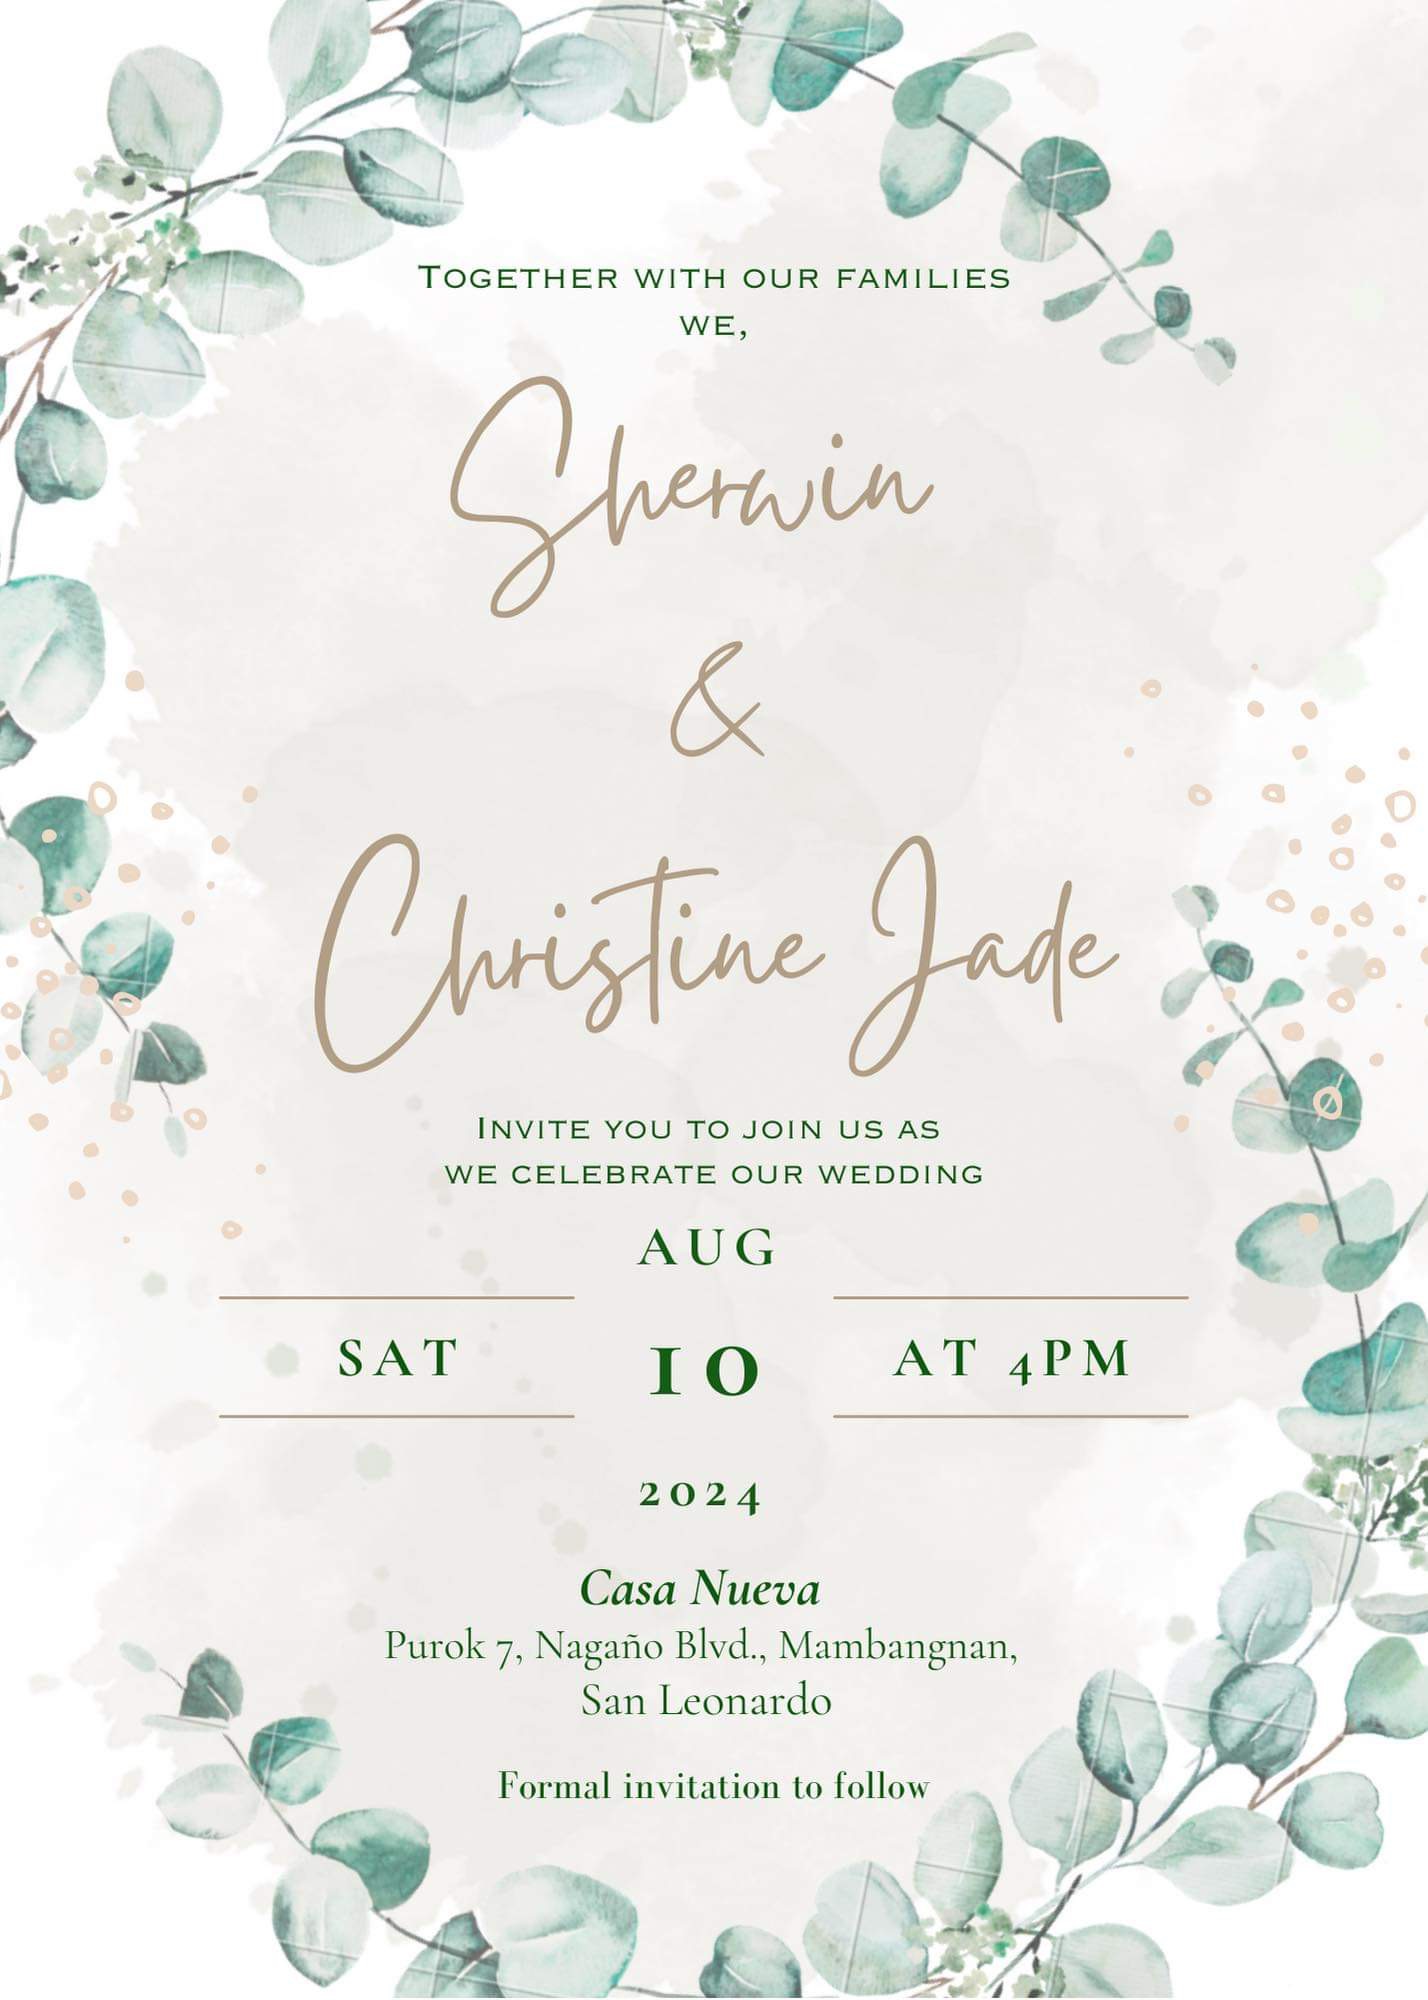 Together with our families
we,
Sherwin
&
Christine Jade
Invite you to join us as
we celebrate our wedding
AUG
SAT 10 AT 4PM
2024
Casa Nueva
Purok 7, Nagaño Blvd., Mambangnan,
San Leonardo
Formal invitation to follow